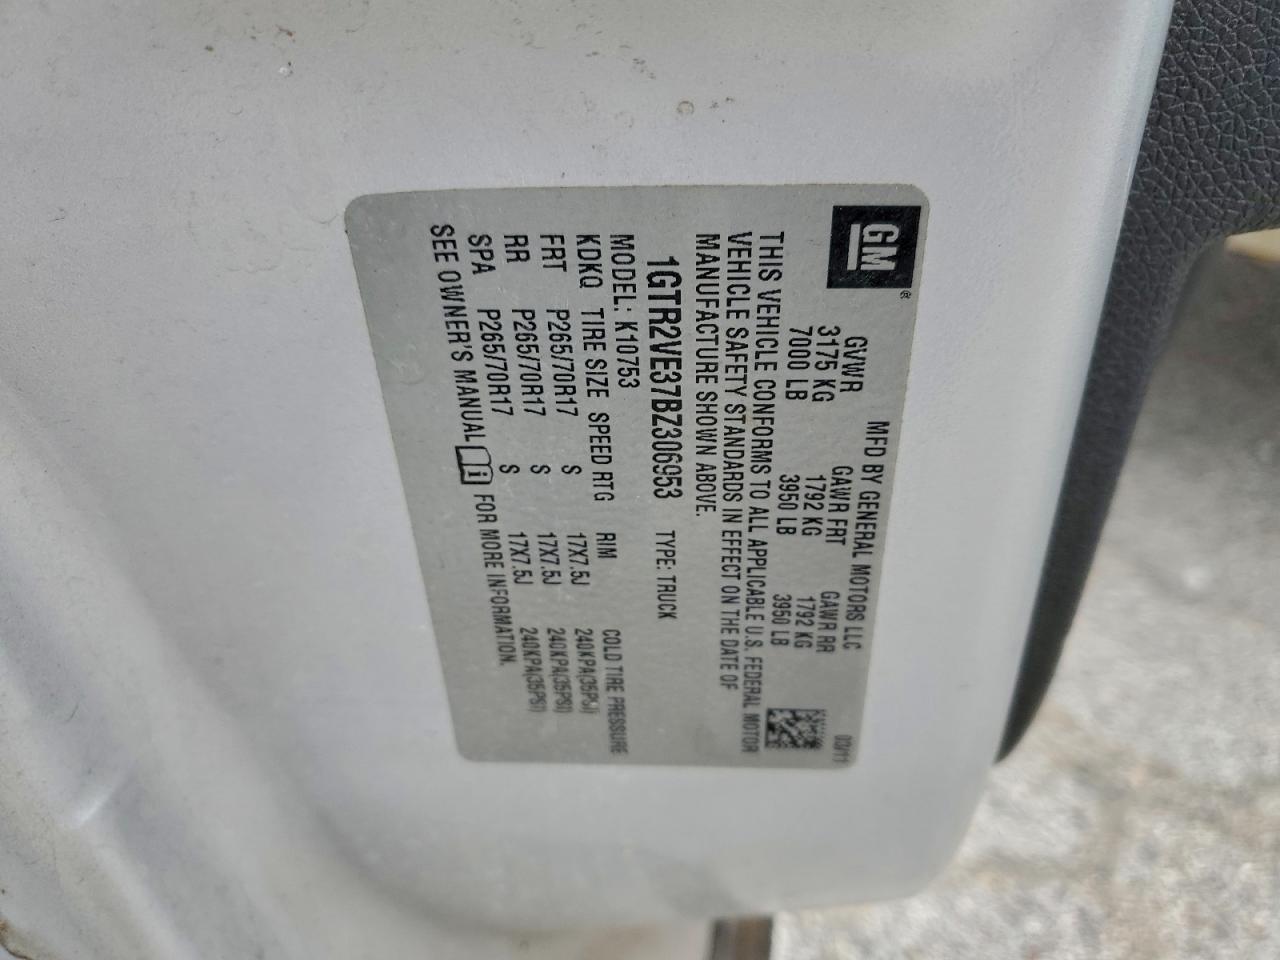 GM ®
MFD BY GENERAL MOTORS LLC 03/11
GVWR GAWR FRT GAWR RR
3175 KG 1792 KG 1792 KG
7000 LB 3950 LB 3950 LB
THIS VEHICLE CONFORMS TO ALL APPLICABLE U.S. FEDERAL MOTOR
VEHICLE SAFETY STANDARDS IN EFFECT ON THE DATE OF
MANUFACTURE SHOWN ABOVE.
1GTR2VE37BZ306953 TYPE: TRUCK
MODEL: K10753
KDKQ TIRE SIZE SPEED RTG RIM COLD TIRE PRESSURE
FRT P265/70R17 S 17X7.5J 240KPA(35PSI)
RR P265/70R17 S 17X7.5J 240KPA(35PSI)
SPA P265/70R17 S 17X7.5J 240KPA(35PSI)
SEE OWNER'S MANUAL i FOR MORE INFORMATION.